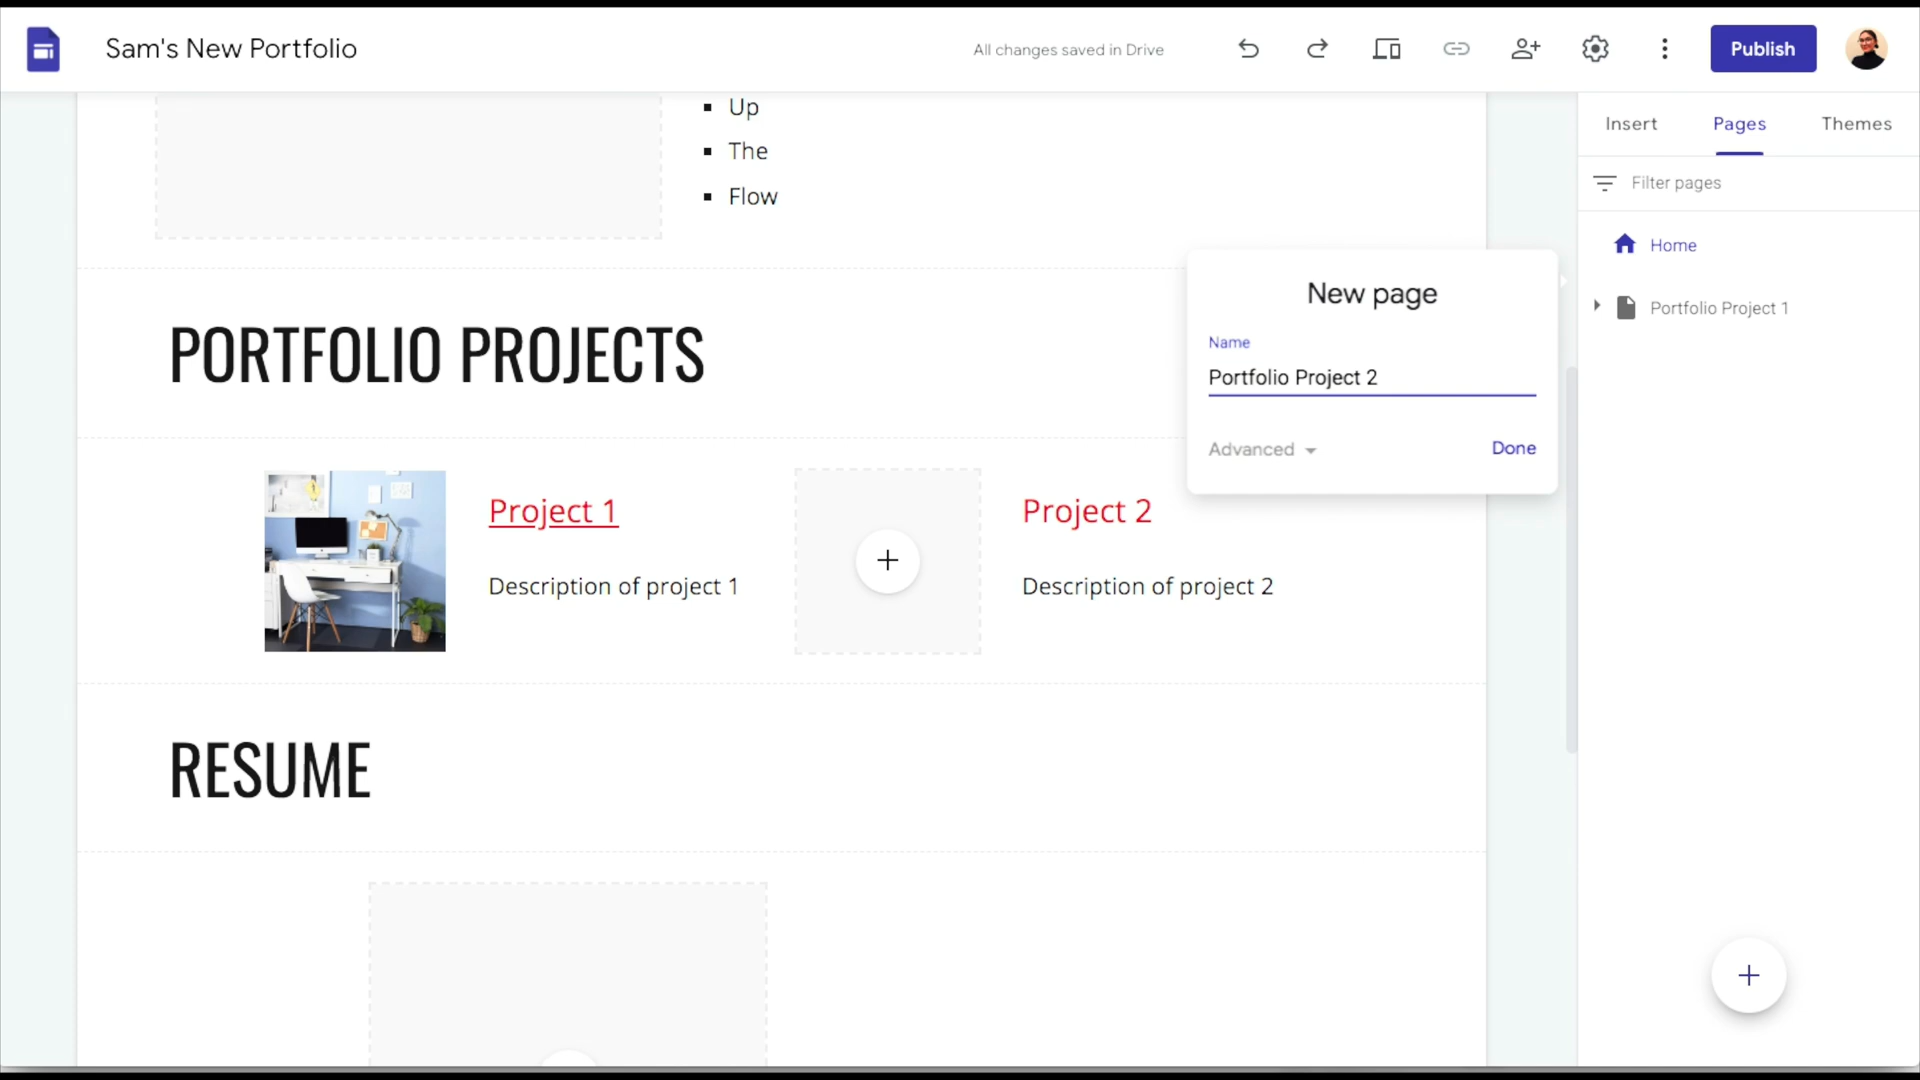 Sam's New Portfolio
All changes saved in Drive
Publish
Insert
Pages
Themes
Filter pages
Home
Portfolio Project 1
▪ Up
▪ The
▪ Flow
New page
Name
Portfolio Project 2
Advanced
Done
PORTFOLIO PROJECTS
Project 1
Description of project 1
Project 2
Description of project 2
RESUME